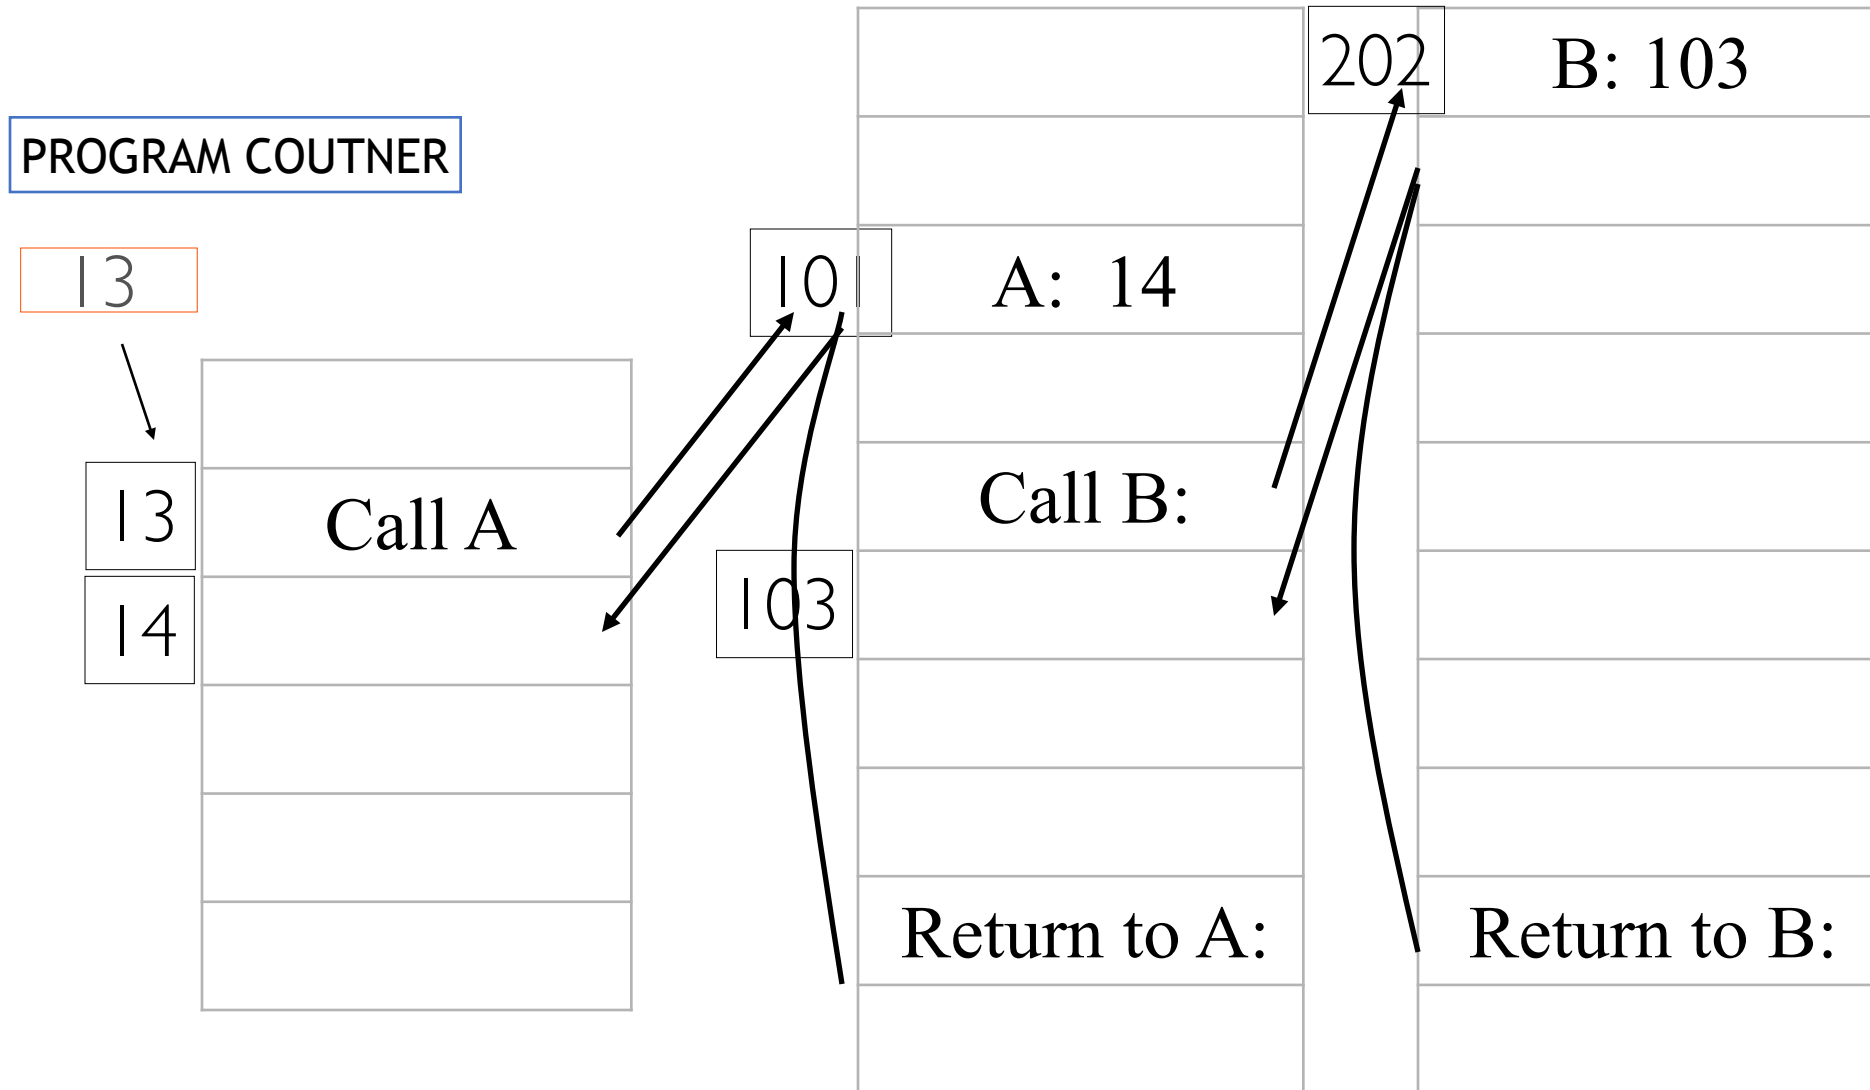 202
B: 103
PROGRAM COUTNER
13
101
A: 14
13
Call A
Call B:
14
103
Return to A:
Return to B: